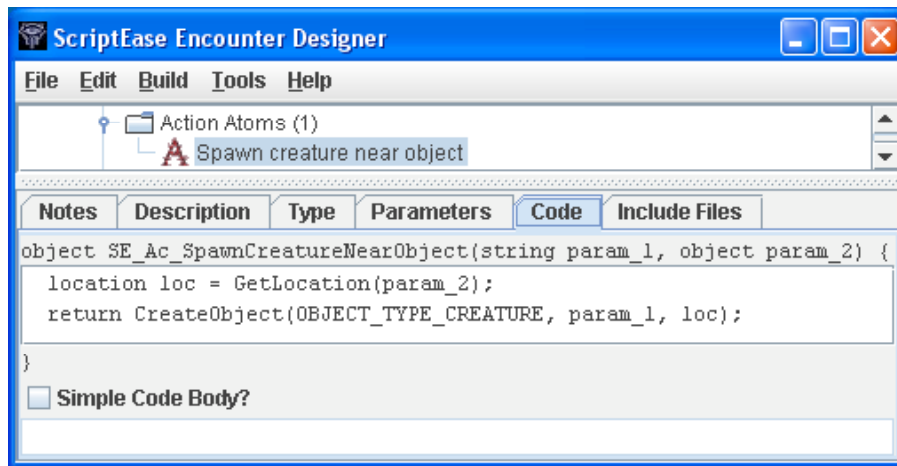 ScriptEase Encounter Designer
File Edit Build Tools Help
Action Atoms (1)
Spawn creature near object
Notes Description Type Parameters Code Include Files
object SE_Ac_SpawnCreatureNearObject(string param_1, object param_2) {
location loc = GetLocation(param_2);
return CreateObject(OBJECT_TYPE_CREATURE, param_1, loc);
}
Simple Code Body?